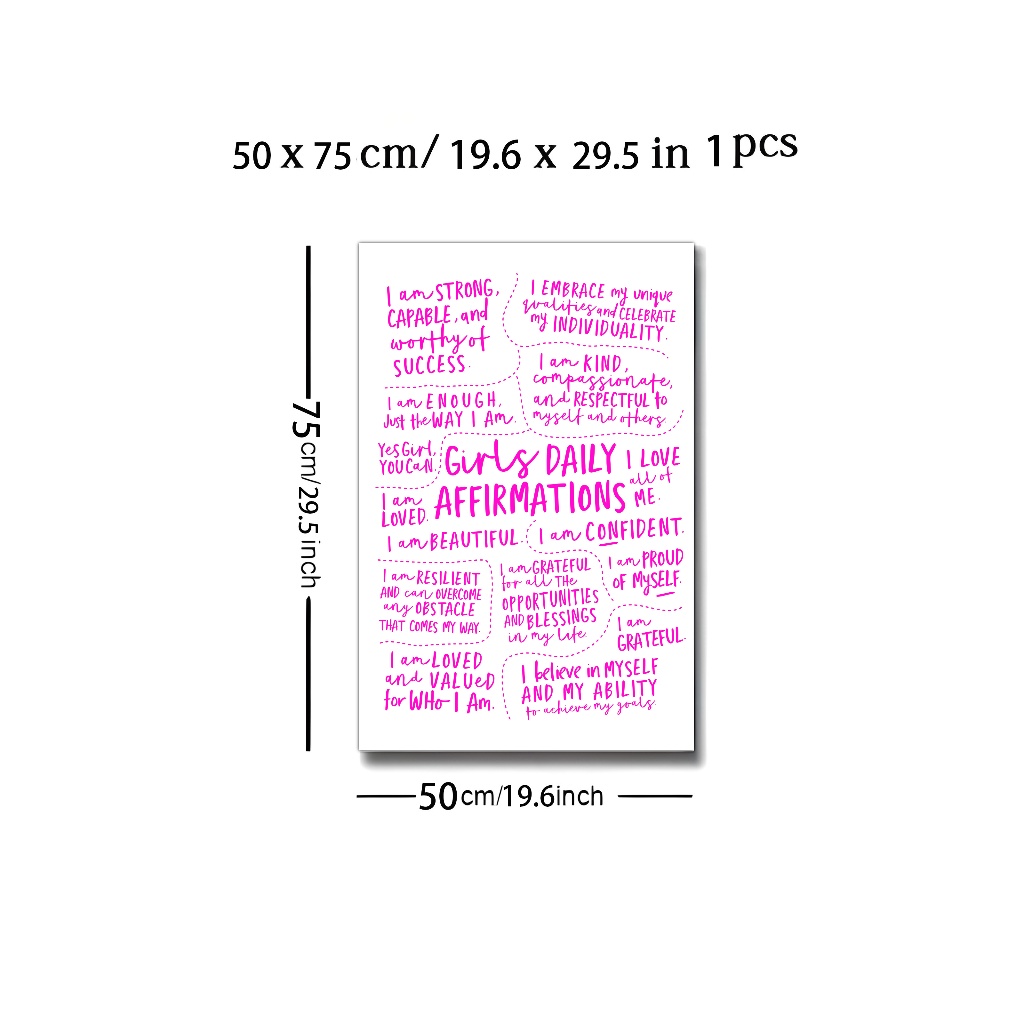 50 x 75 cm/ 19.6 x 29.5 in 1 pcs
75cm/29.5 inch
I am STRONG,
CAPABLE, and
worthy of
SUCCESS.
I EMBRACE my unique
qualities and CELEBRATE
my INDIVIDUALITY.
I am KIND,
compassionate,
and RESPECTFUL to
myself and others.
I am ENOUGH,
Just the WAY I Am.
Yes Girl,
YOU CaN.
Girls DAILY
AFFIRMATIONS
I LOVE
all of
ME.
I am
LOVED.
I am BEAUTIFUL.
I am CONFIDENT.
I am RESILIENT
AND can OVERCOME
any OBSTACLE
THAT COMES MY WAY.
I am GRATEFUL
for all THE
OPPORTUNITIES
AND BLESSINGS
in my life.
I am PROUD
OF MySELF.
I am
GRATEFUL.
I am LOVED
and VALUeD
for WHo I Am.
I believe in MYSELF
AND MY ABILITY
to achieve my goals.
50cm/19.6inch